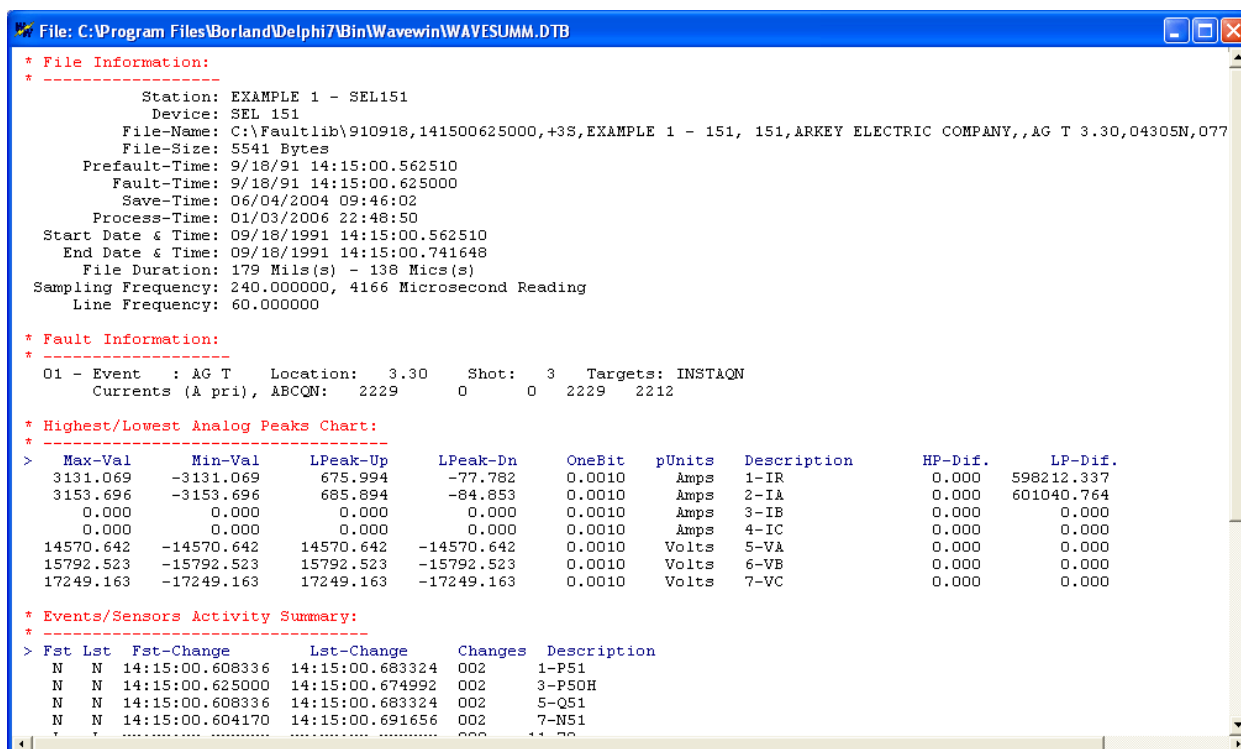 File: C:\Program Files\Borland\Delphi7\Bin\Wavewin\WAVESUMM.DTB
* File Information:
* ------------------
Station: EXAMPLE 1 - SEL151
Device: SEL 151
File-Name: C:\Faultlib\910918,141500625000,+3S,EXAMPLE 1 - 151, 151,ARKEY ELECTRIC COMPANY,,AG T 3.30,04305N,077
File-Size: 5541 Bytes
Prefault-Time: 9/18/91 14:15:00.562510
Fault-Time: 9/18/91 14:15:00.625000
Save-Time: 06/04/2004 09:46:02
Process-Time: 01/03/2006 22:48:50
Start Date & Time: 09/18/1991 14:15:00.562510
End Date & Time: 09/18/1991 14:15:00.741648
File Duration: 179 Mils(s) - 138 Mics(s)
Sampling Frequency: 240.000000, 4166 Microsecond Reading
Line Frequency: 60.000000
* Fault Information:
* -------------------
01 - Event : AG T Location: 3.30 Shot: 3 Targets: INSTAQN
Currents (A pri), ABCQN: 2229 0 0 2229 2212
* Highest/Lowest Analog Peaks Chart:
* -----------------------------------
> Max-Val Min-Val LPeak-Up LPeak-Dn OneBit pUnits Description HP-Dif. LP-Dif.
3131.069 -3131.069 675.994 -77.782 0.0010 Amps 1-IR 0.000 598212.337
3153.696 -3153.696 685.894 -84.853 0.0010 Amps 2-IA 0.000 601040.764
0.000 0.000 0.000 0.000 0.0010 Amps 3-IB 0.000 0.000
0.000 0.000 0.000 0.000 0.0010 Amps 4-IC 0.000 0.000
14570.642 -14570.642 14570.642 -14570.642 0.0010 Volts 5-VA 0.000 0.000
15792.523 -15792.523 15792.523 -15792.523 0.0010 Volts 6-VB 0.000 0.000
17249.163 -17249.163 17249.163 -17249.163 0.0010 Volts 7-VC 0.000 0.000
* Events/Sensors Activity Summary:
* ---------------------------------
> Fst Lst Fst-Change Lst-Change Changes Description
N N 14:15:00.608336 14:15:00.683324 002 1-P51
N N 14:15:00.625000 14:15:00.674992 002 3-P50H
N N 14:15:00.608336 14:15:00.683324 002 5-Q51
N N 14:15:00.604170 14:15:00.691656 002 7-N51